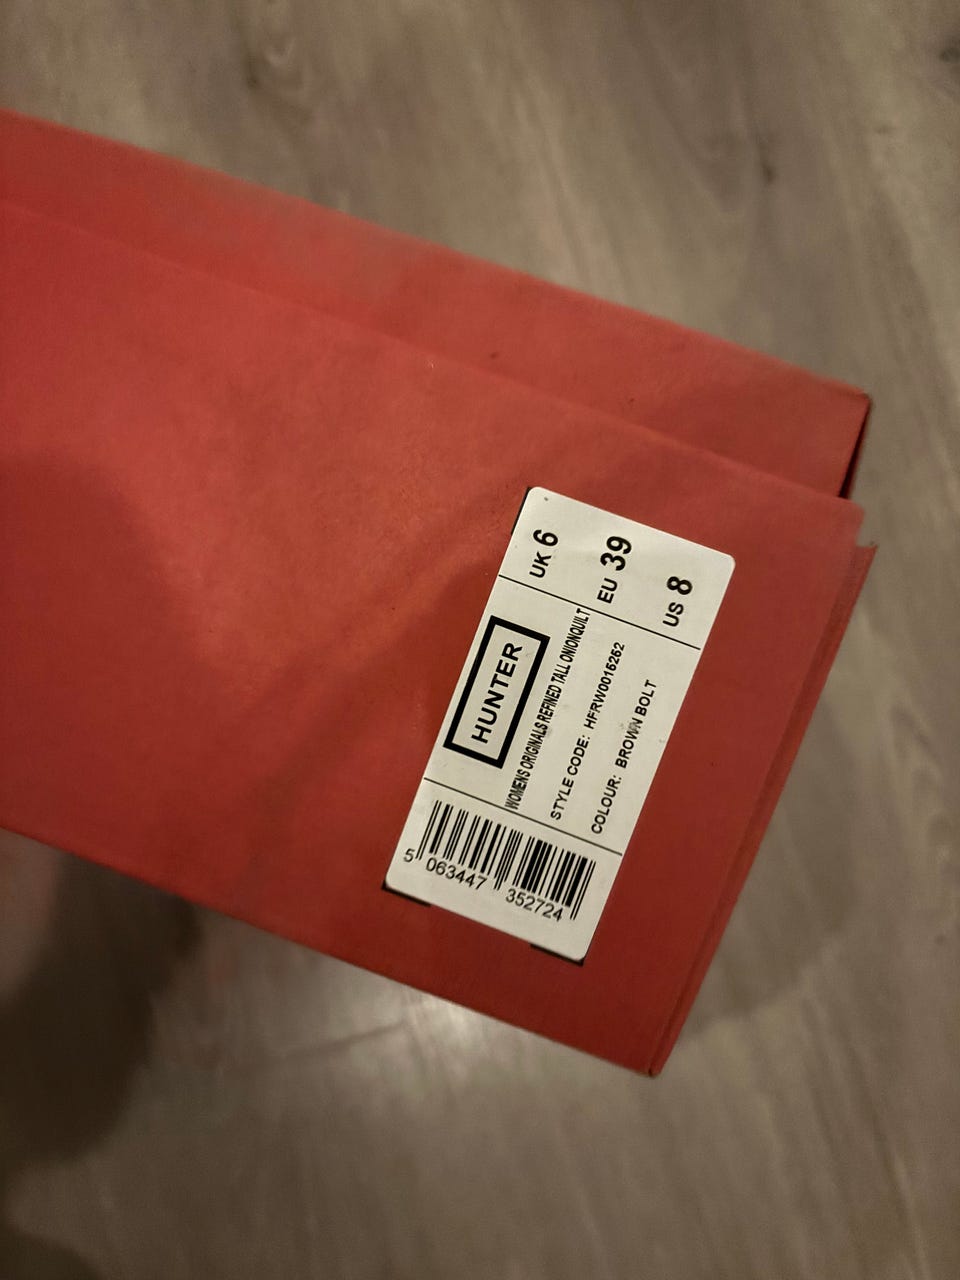 UK 6
EU 39
US 8
HUNTER
WOMENS ORIGINALS REFINED TALL ONIONQUILT
STYLE CODE: HFRW0015262
COLOUR: BROWN BOLT
5 063447 352724